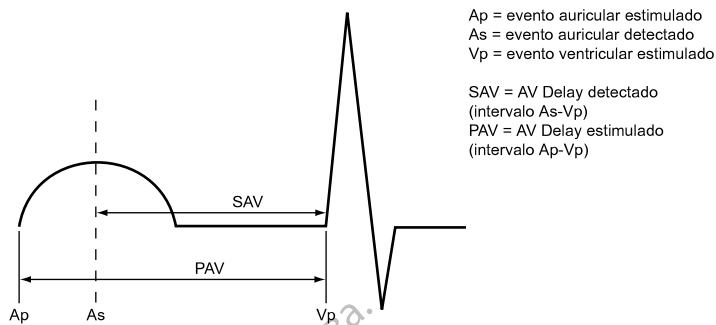 Ap = evento auricular estimulado
As = evento auricular detectado
Vp = evento ventricular estimulado
SAV = AV Delay detectado
(intervalo As-Vp)
PAV = AV Delay estimulado
(intervalo Ap-Vp)
SAV
PAV
Ap
As
Vp